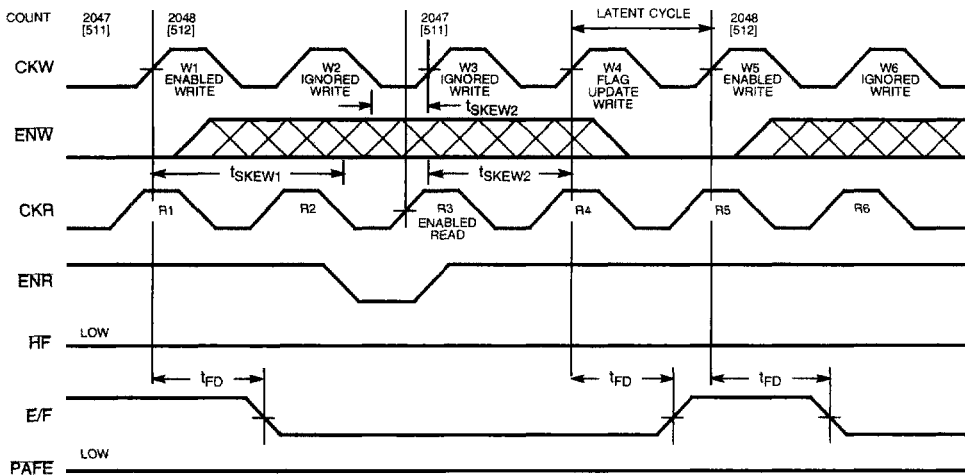 COUNT 2047 2048 2047 LATENT CYCLE 2048
[511] [512] [511] [512]
CKW W1 W2 W3 W4 W5 W6
ENABLED IGNORED IGNORED FLAG ENABLED IGNORED
WRITE WRITE WRITE UPDATE WRITE WRITE
WRITE
tSKEW2
ENW
tSKEW1 tSKEW2
CKR R1 R2 R3 R4 R5 R6
ENABLED
READ
ENR
HF LOW
tFD tFD tFD
E/F
PAFE LOW